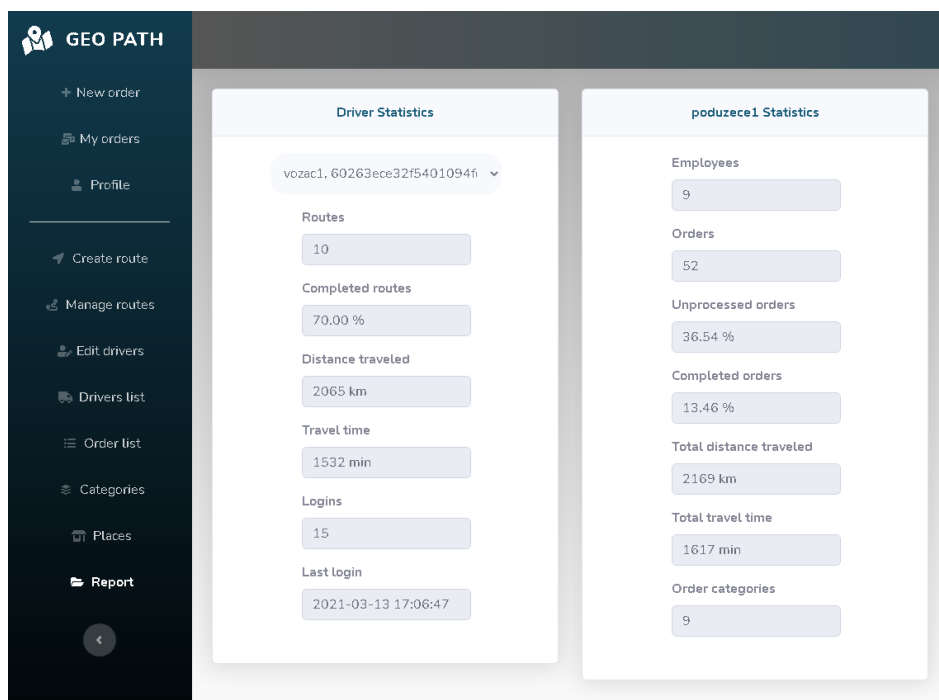 GEO PATH
New order
My orders
Profile
Create route
Manage routes
Edit drivers
Drivers list
Order list
Categories
Places
Report
Driver Statistics
vozac1, 60263ece32f5401094f
Routes
10
Completed routes
70.00 %
Distance traveled
2065 km
Travel time
1532 min
Logins
15
Last login
2021-03-13 17:06:47
poduzece1 Statistics
Employees
9
Orders
52
Unprocessed orders
36.54 %
Completed orders
13.46 %
Total distance traveled
2169 km
Total travel time
1617 min
Order categories
9